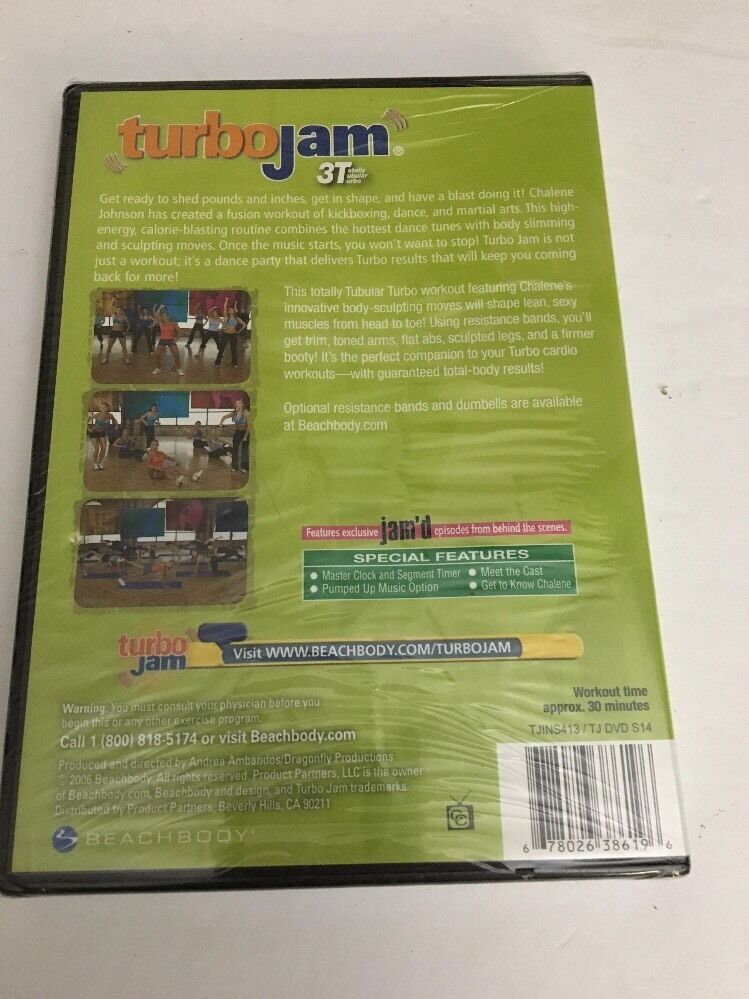 turbojam®
3T totally tubular turbo
Get ready to shed pounds and inches, get in shape, and have a blast doing it! Chalene
Johnson has created a fusion workout of kickboxing, dance, and martial arts. This high-
energy, calorie-blasting routine combines the hottest dance tunes with body slimming
and sculpting moves. Once the music starts, you won't want to stop! Turbo Jam is not
just a workout; it's a dance party that delivers Turbo results that will keep you coming
back for more!
This totally Tubular Turbo workout featuring Chalene's
innovative body-sculpting moves will shape lean, sexy
muscles from head to toe! Using resistance bands, you'll
get trim, toned arms, flat abs, sculpted legs, and a firmer
booty! It's the perfect companion to your Turbo cardio
workouts—with guaranteed total-body results!
Optional resistance bands and dumbells are available
at Beachbody.com
Features exclusive jam'd episodes from behind the scenes.
SPECIAL FEATURES
• Master Clock and Segment Timer • Meet the Cast
• Pumped Up Music Option • Get to Know Chalene
turbo
jam
Visit WWW.BEACHBODY.COM/TURBOJAM
Workout time
approx. 30 minutes
TJINS413 / TJ DVD S14
Warning: You must consult your physician before you
begin this or any other exercise program.
Call 1 (800) 818-5174 or visit Beachbody.com
Produced and directed by Andrea Ambandos/Dragonfly Productions
© 2006 Beachbody. All rights reserved. Product Partners, LLC is the owner
of Beachbody.com, Beachbody and design, and Turbo Jam trademarks.
Distributed by Product Partners, Beverly Hills, CA 90211
BEACHBODY®
CC
6 78026 38619 6